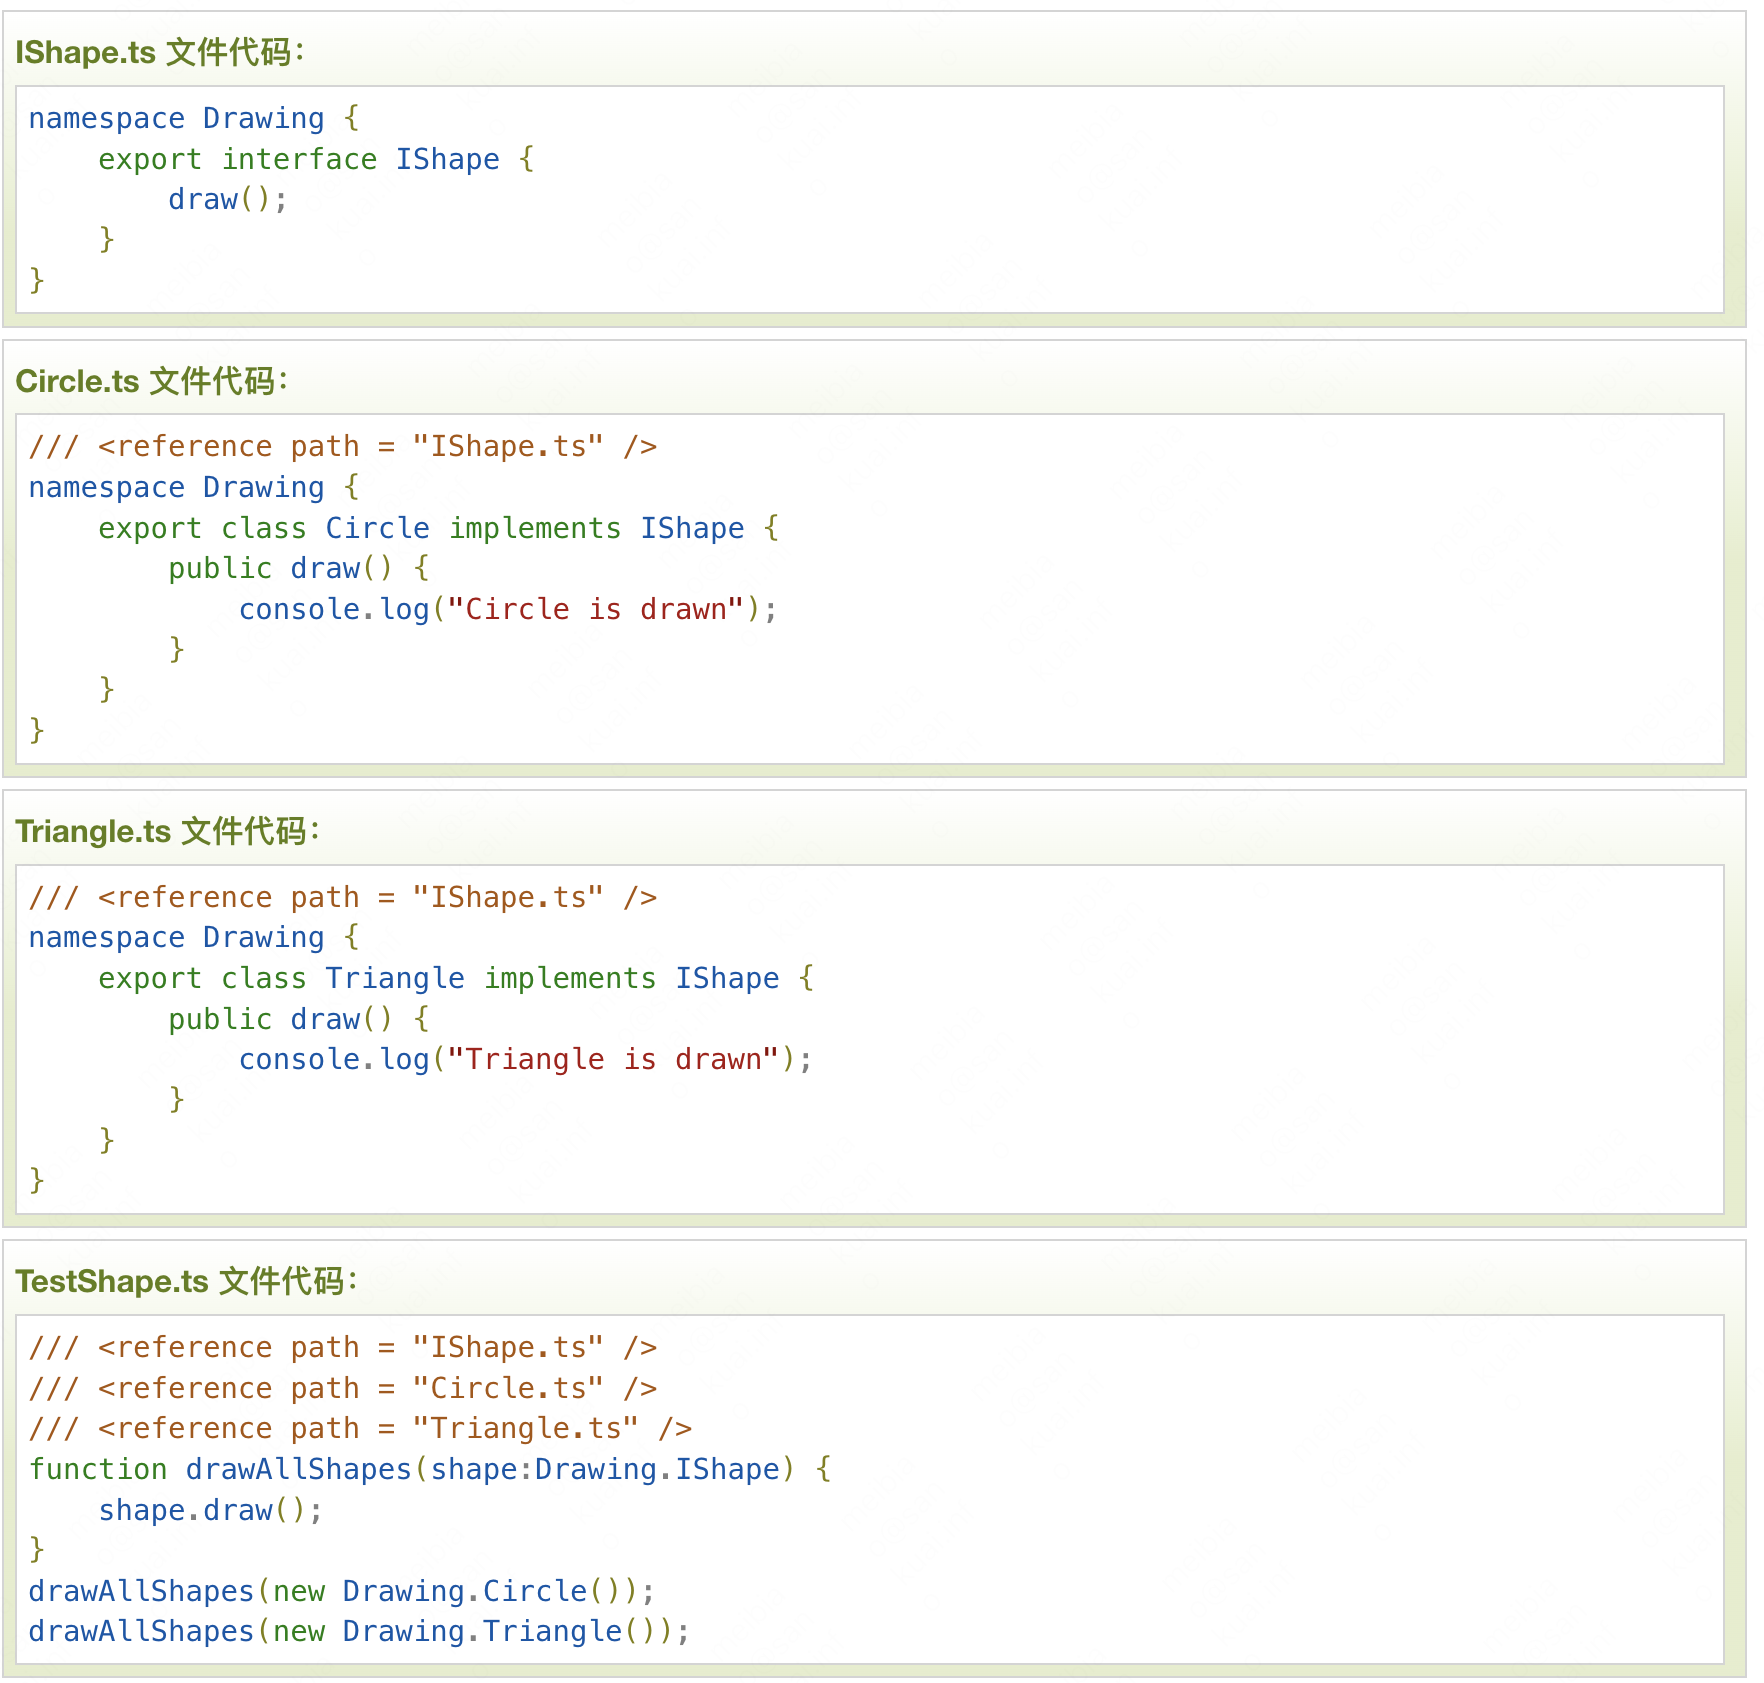 IShape.ts 文件代码：
namespace Drawing {
    export interface IShape {
        draw();
    }
}
Circle.ts 文件代码：
/// <reference path = "IShape.ts" />
namespace Drawing {
    export class Circle implements IShape {
        public draw() {
            console.log("Circle is drawn");
        }
    }
}
Triangle.ts 文件代码：
/// <reference path = "IShape.ts" />
namespace Drawing {
    export class Triangle implements IShape {
        public draw() {
            console.log("Triangle is drawn");
        }
    }
}
TestShape.ts 文件代码：
/// <reference path = "IShape.ts" />
/// <reference path = "Circle.ts" />
/// <reference path = "Triangle.ts" />
function drawAllShapes(shape:Drawing.IShape) {
    shape.draw();
}
drawAllShapes(new Drawing.Circle());
drawAllShapes(new Drawing.Triangle());